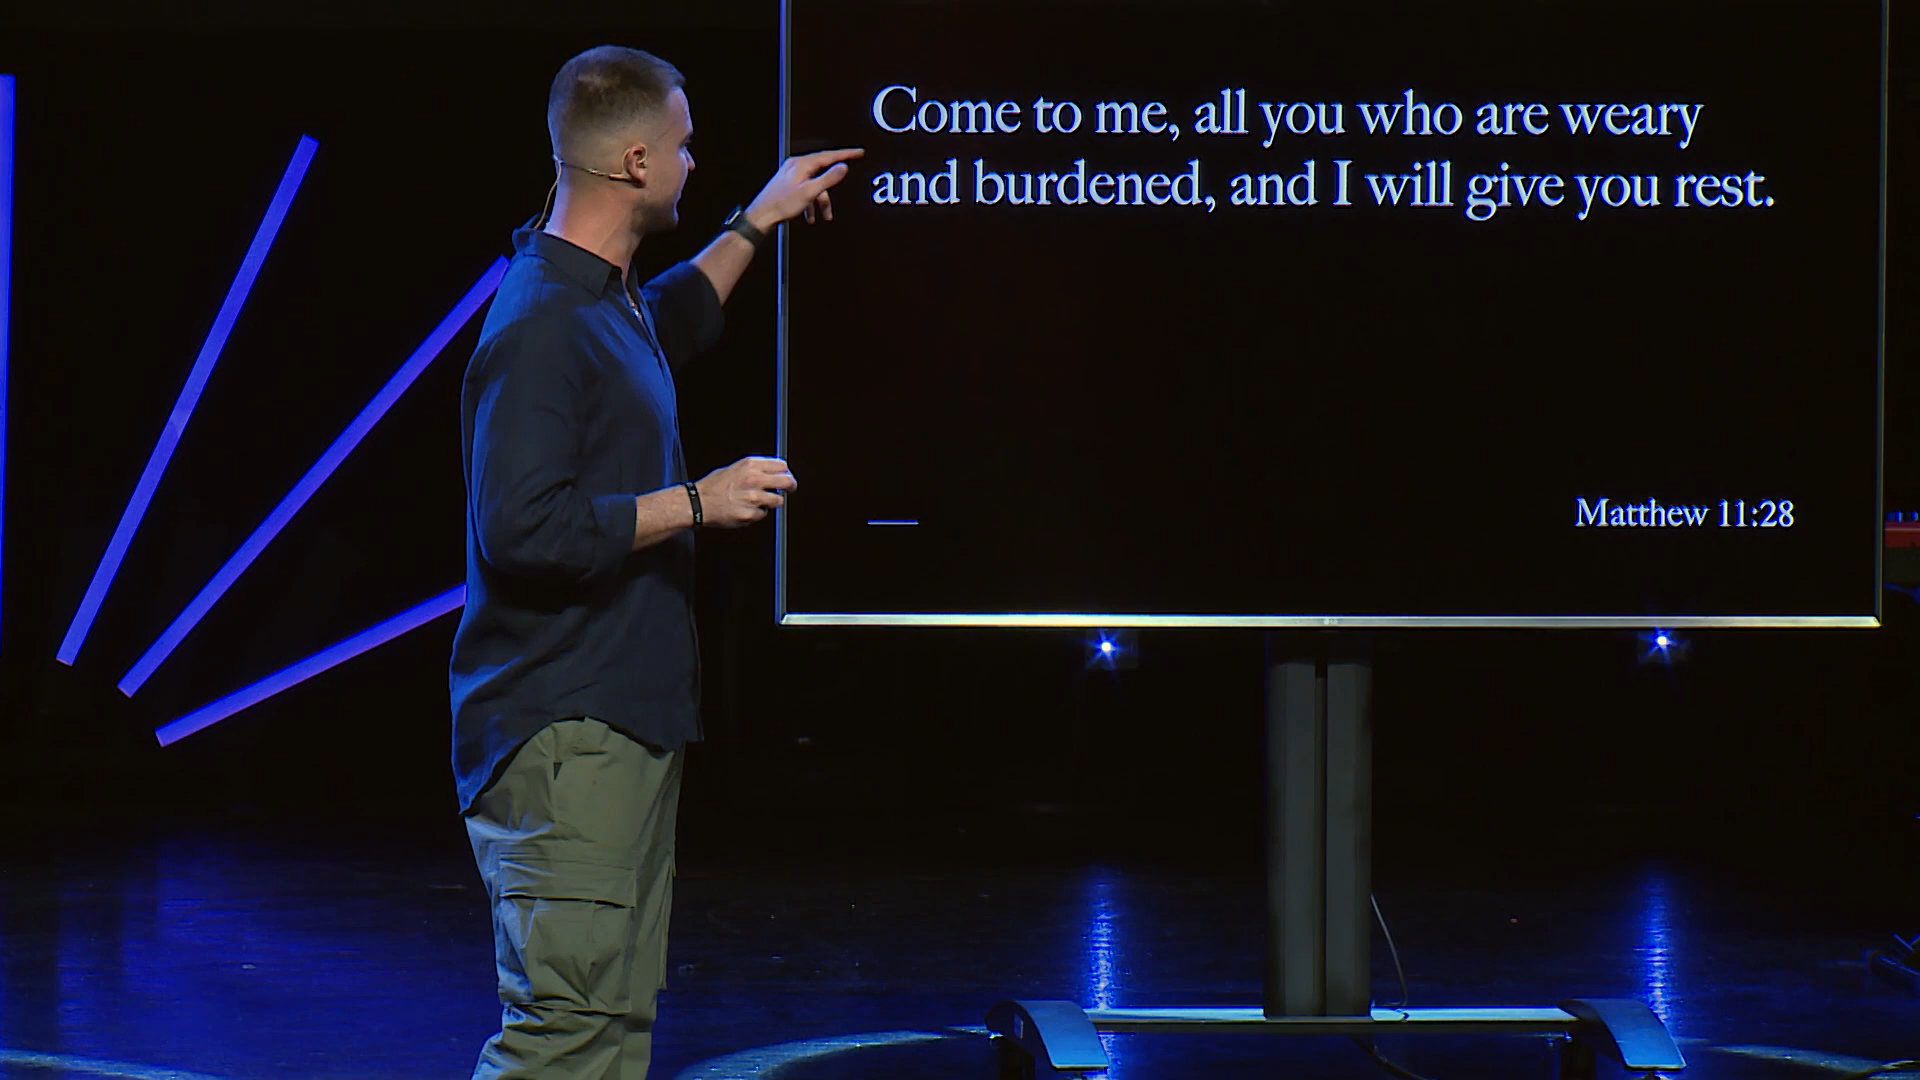 Come to me, all you who are weary
and burdened, and I will give you rest.
Matthew 11:28